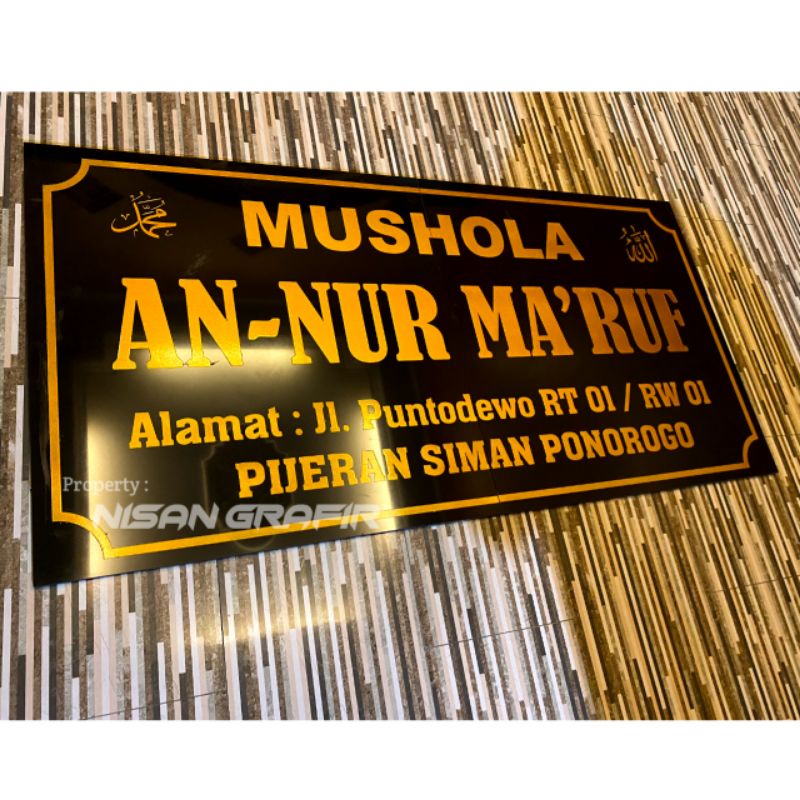 محمد
الله
MUSHOLA
AN-NUR MA'RUF
Alamat : Jl. Puntodewo RT 01 / RW 01
PIJERAN SIMAN PONOROGO
Property :
NISAN GRAFIR